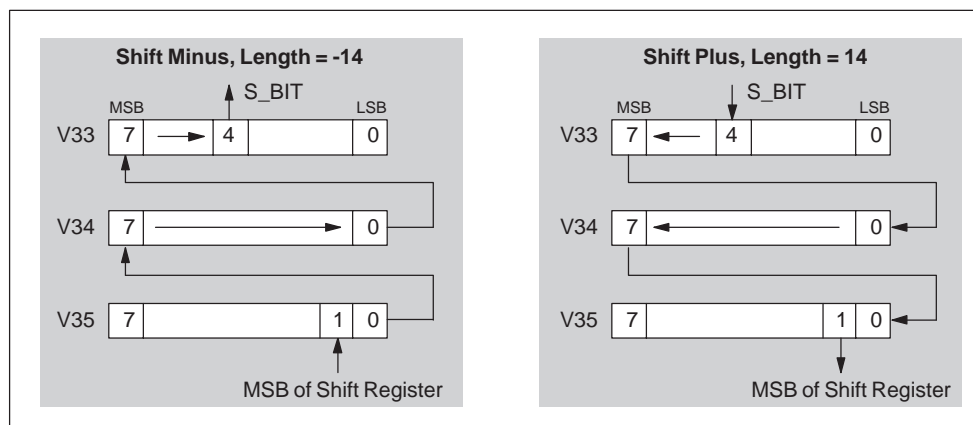 Shift Minus, Length = -14
S_BIT
MSB
LSB
V33 7 4 0
V34 7 0
V35 7 1 0
MSB of Shift Register
Shift Plus, Length = 14
S_BIT
MSB
LSB
V33 7 4 0
V34 7 0
V35 7 1 0
MSB of Shift Register